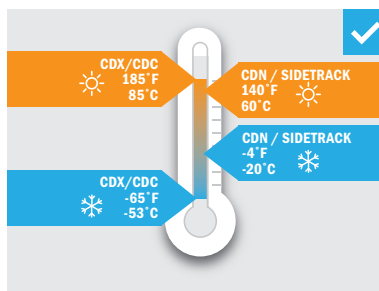 CDX/CDC
185°F
85°C
CDN / SIDETRACK
140°F
60°C
CDN / SIDETRACK
-4°F
-20°C
CDX/CDC
-65°F
-53°C